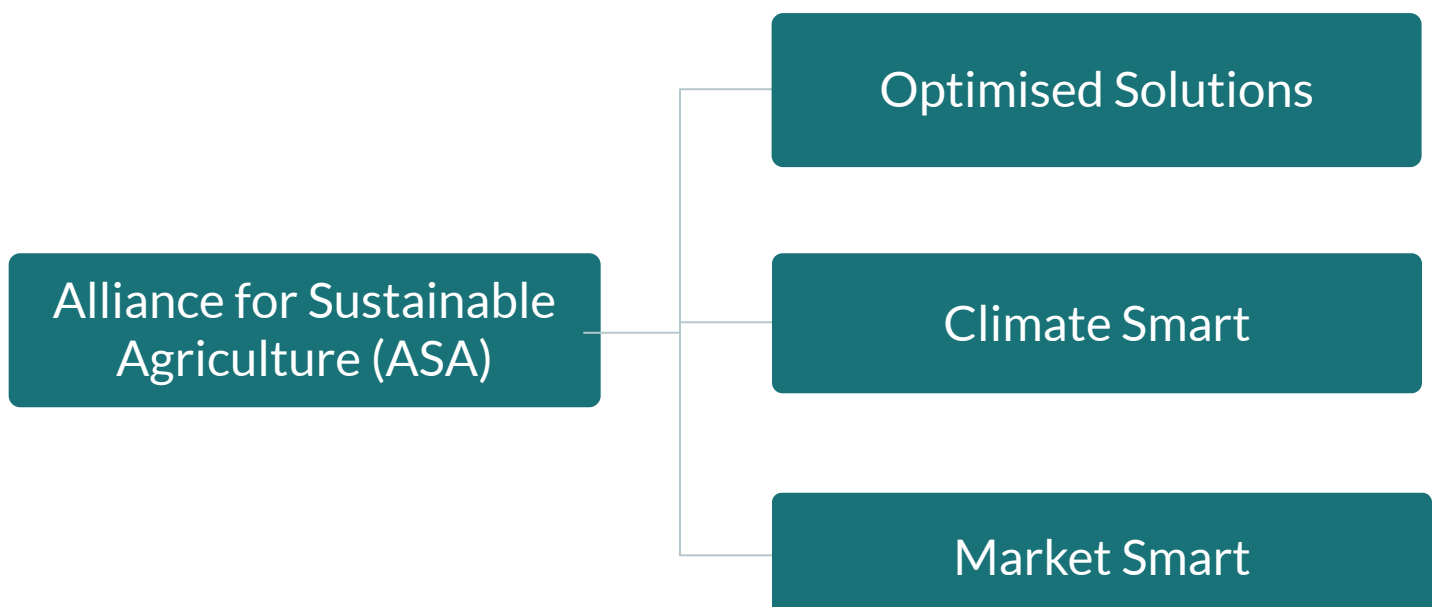 Optimised Solutions
Alliance for Sustainable
Agriculture (ASA)
Climate Smart
Market Smart